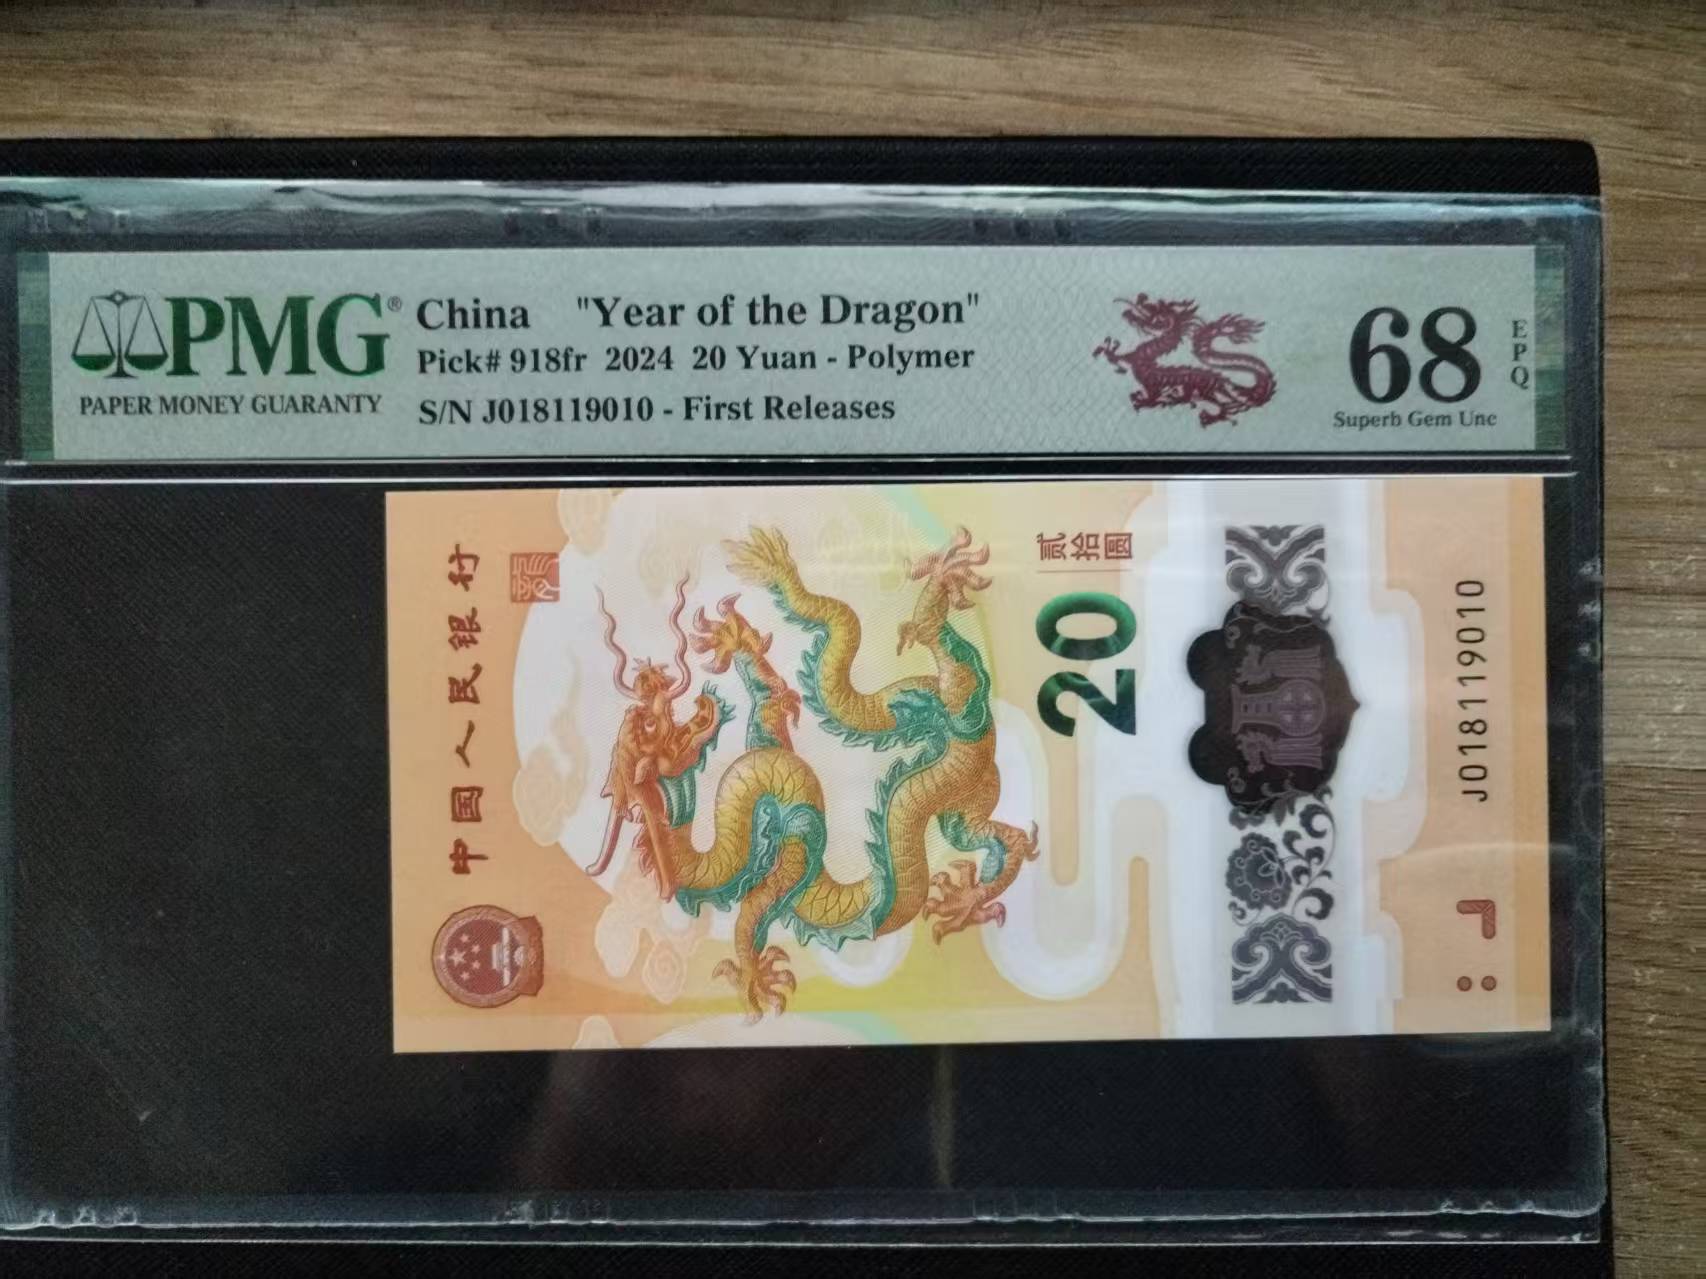 PMG®
PAPER MONEY GUARANTY
China "Year of the Dragon"
Pick# 918fr 2024 20 Yuan - Polymer
S/N J018119010 - First Releases
68
EPQ
Superb Gem Unc
中国人民银行
贰拾圆
20
J018119010